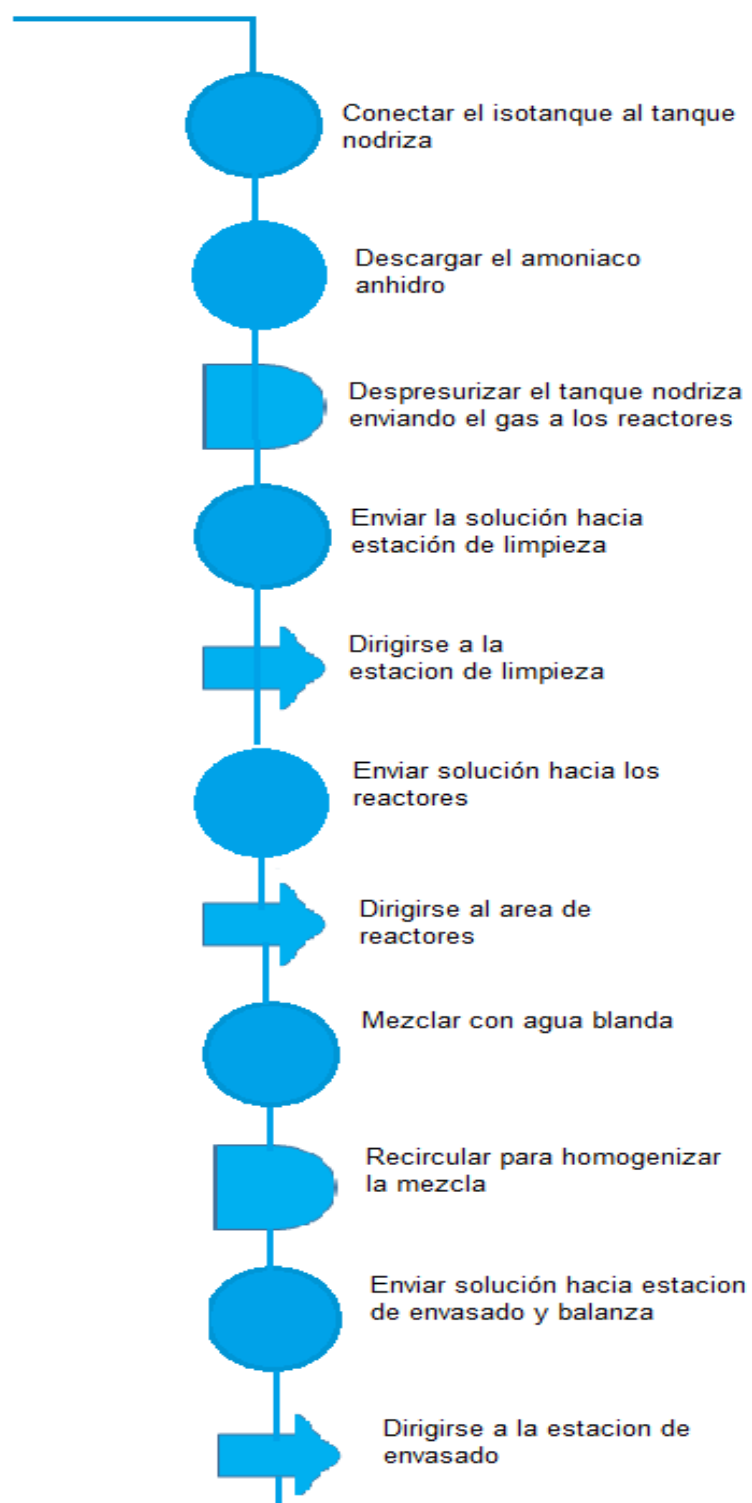 Conectar el isotanque al tanque
nodriza
Descargar el amoniaco
anhidro
Despresurizar el tanque nodriza
enviando el gas a los reactores
Enviar la solución hacia
estación de limpieza
Dirigirse a la
estacion de limpieza
Enviar solución hacia los
reactores
Dirigirse al area de
reactores
Mezclar con agua blanda
Recircular para homogenizar
la mezcla
Enviar solución hacia estacion
de envasado y balanza
Dirigirse a la estacion de
envasado